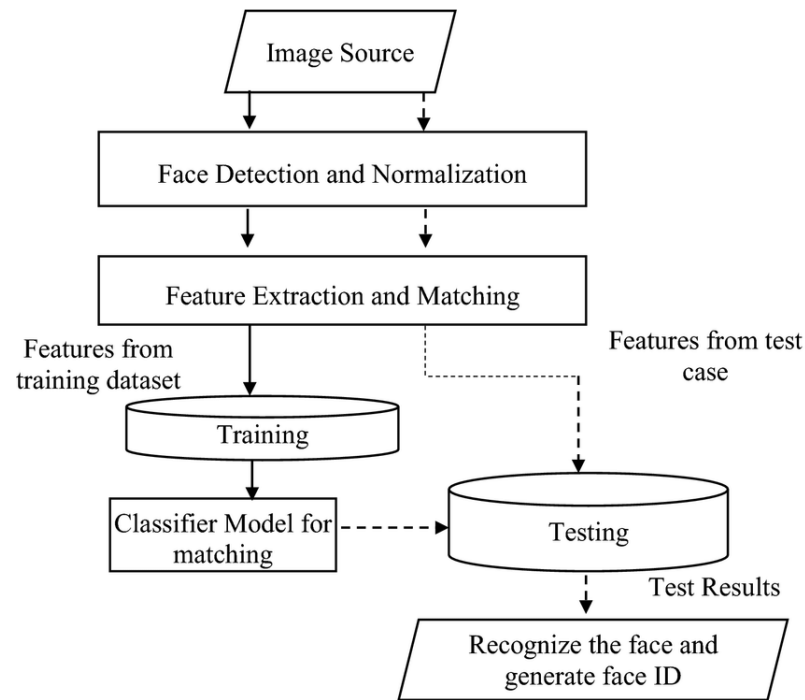 Image Source
Face Detection and Normalization
Feature Extraction and Matching
Features from
training dataset
Features from test
case
Training
Classifier Model for
matching
Testing
Test Results
Recognize the face and
generate face ID